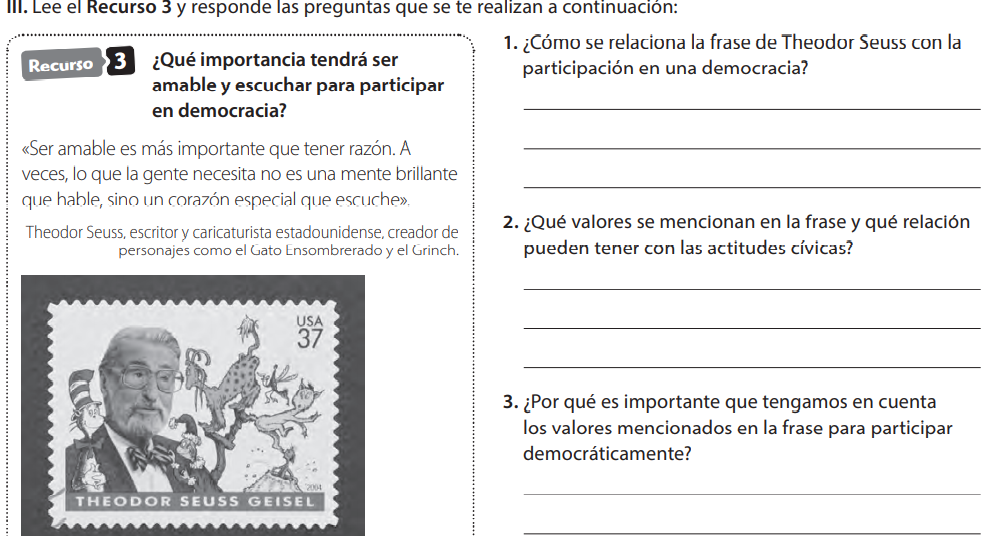 III. Lee el Recurso 3 y responde las preguntas que se te realizan a continuación:
Recurso 3
¿Qué importancia tendrá ser
amable y escuchar para participar
en democracia?
«Ser amable es más importante que tener razón. A
veces, lo que la gente necesita no es una mente brillante
que hable, sino un corazón especial que escuche».
Theodor Seuss, escritor y caricaturista estadounidense, creador de
personajes como el Gato Ensombrerado y el Grinch.
USA
37
2004
THEODOR SEUSS GEISEL
1. ¿Cómo se relaciona la frase de Theodor Seuss con la
participación en una democracia?
2. ¿Qué valores se mencionan en la frase y qué relación
pueden tener con las actitudes cívicas?
3. ¿Por qué es importante que tengamos en cuenta
los valores mencionados en la frase para participar
democráticamente?